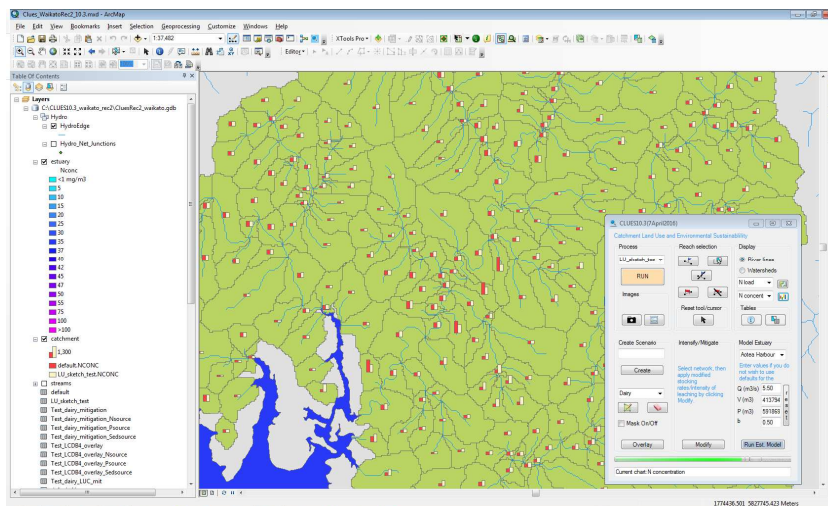 Clues_WaikatoRec2_10.3.mxd - ArcMap
File Edit View Bookmarks Insert Selection Geoprocessing Customize Windows Help
1:37,482
XTools Pro
Editor
Table Of Contents
Layers
C:\CLUES10.3_waikato_rec2\CluesRec2_waikato.gdb
Hydro
HydroEdge
Hydro_Net_Junctions
estuary
Nconc
<1 mg/m3
5
10
15
20
25
30
35
37
40
42
45
47
50
55
75
100
>100
catchment
1,300
default.NCONC
LU_sketch_test.NCONC
streams
default
LU_sketch_test
Test_dairy_mitigation
Test_dairy_mitigation_Nsource
Test_dairy_mitigation_Psource
Test_dairy_mitigation_Sedsource
Test_LCDB4_overlay
Test_LCDB4_overlay_Nsource
Test_LCDB4_overlay_Psource
Test_LCDB4_overlay_Sedsource
Test_dairy_LUC_mit
CLUES10.3(7April2016)
Catchment Land Use and Environmental Sustainability
Process Reach selection Display
LU_sketch_tes
River lines
Watersheds
RUN
N load
Images
N concent
Reset tool/cursor Tables
Create Scenario Intensify/Mitigate Model Estuary
Aotea Harbour
Create
Select network, then
apply modified
stocking
rates/intensity of
leaching by clicking
Modify.
Enter values if you do
not wish to use
defaults for the
Dairy
Q (m3/s) 5.50
V (m3) 413794
P (m3) 591868
b 0.50
reset
Mask On/Off
Overlay Modify Run Est. Model
Current chart: N concentration
1774436.501 5827745.423 Meters